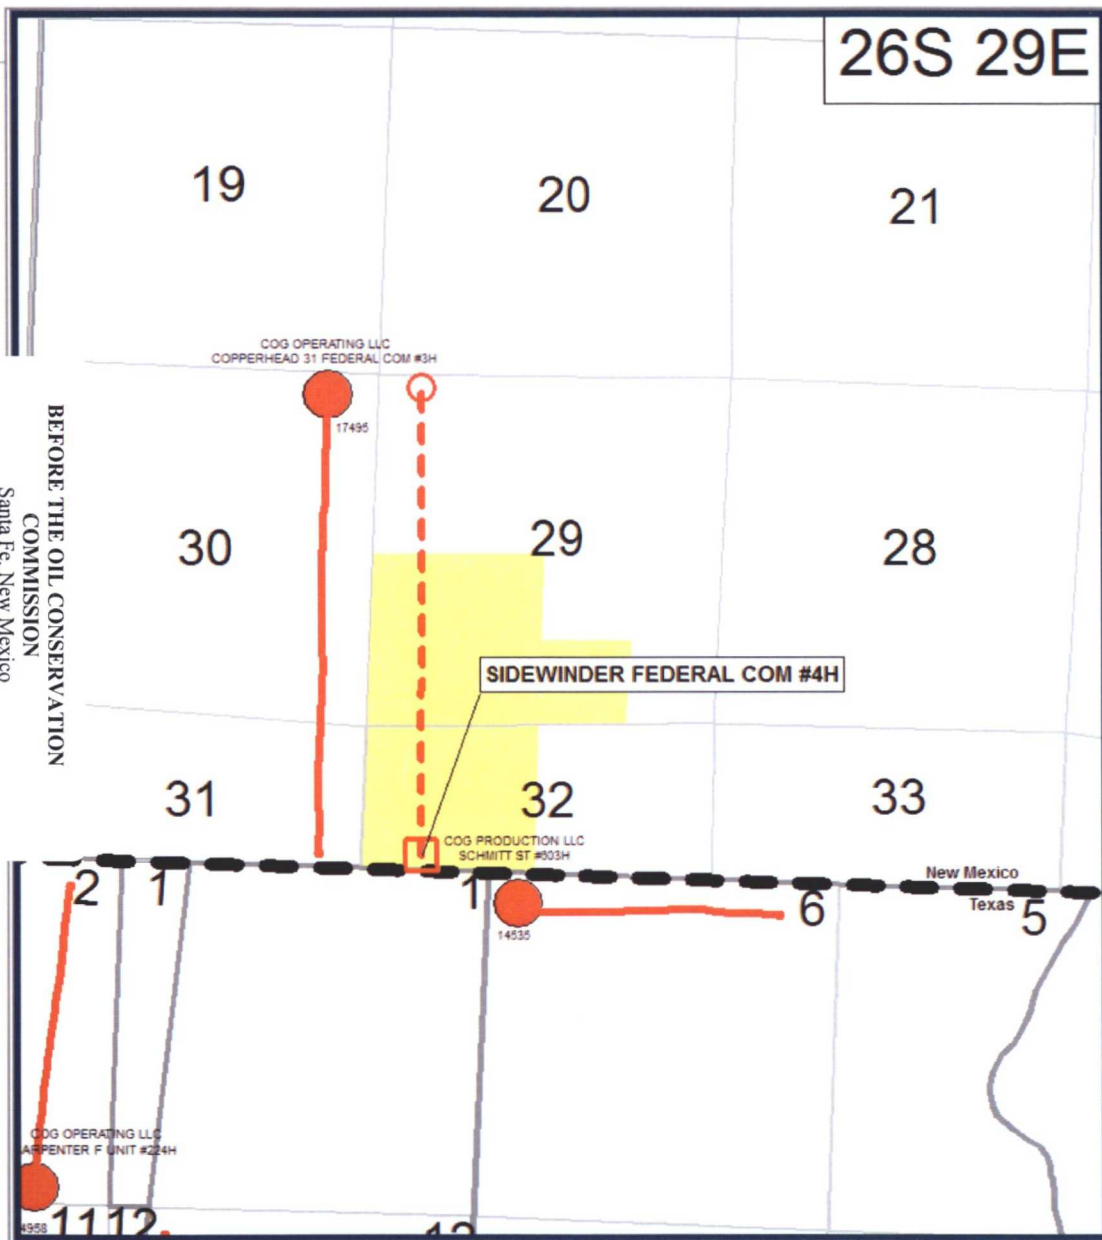 26S 29E
19
20
21
COG OPERATING LLC
COPPERHEAD 31 FEDERAL COM #3H
17495
BEFORE THE OIL CONSERVATION
COMMISSION
Santa Fe, New Mexico
30
29
28
SIDEWINDER FEDERAL COM #4H
31
32
33
COG PRODUCTION LLC
SCHMITT ST #603H
New Mexico
Texas
2
1
1
6
5
14535
COG OPERATING LLC
ARPENTER F UNIT #224H
4958
11
12